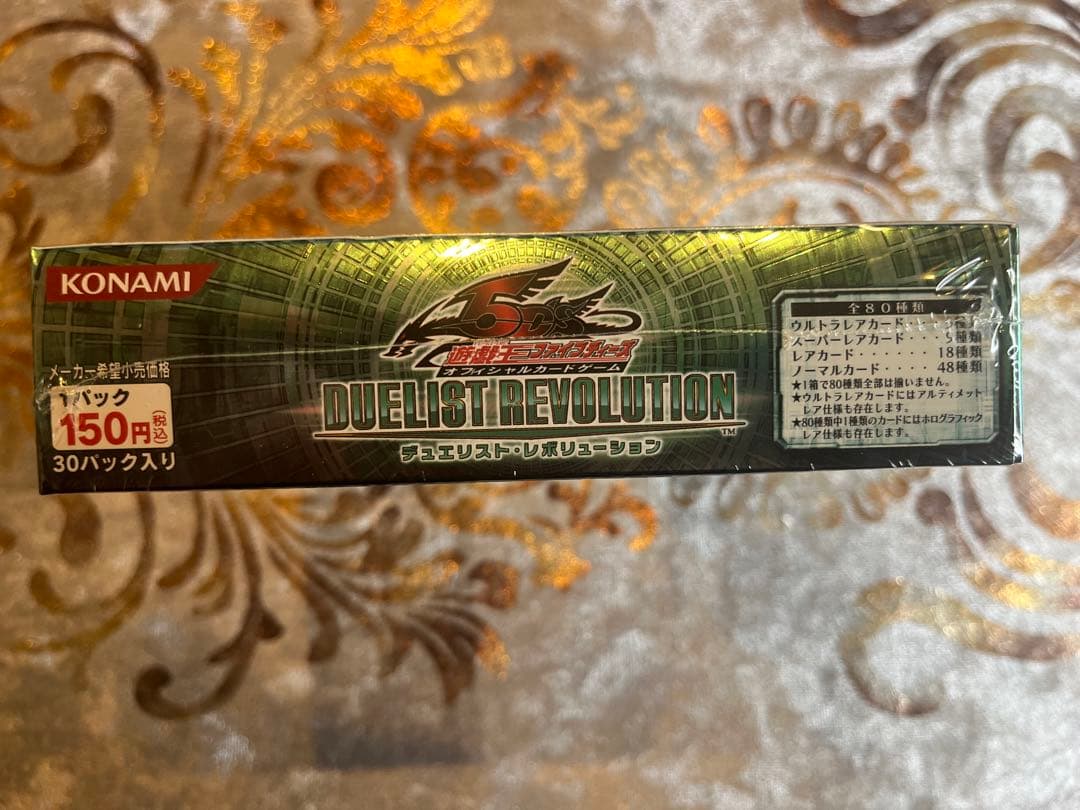 KONAMI
メーカー希望小売価格
1パック
150円(税込)
30パック入り
5D's
遊戯王ファイブディーズ
オフィシャルカードゲーム
DUELIST REVOLUTION™
デュエリスト・レボリューション
全80種類
ウルトラレアカード・・・
スーパーレアカード・・・
レアカード・・・・・ 18種類
ノーマルカード・・・・ 48種類
★1箱で80種類全部は揃いません。
★ウルトラレアカードにはアルティメット
レア仕様も存在します。
★80種類中1種類のカードにはホログラフィック
レア仕様も存在します。